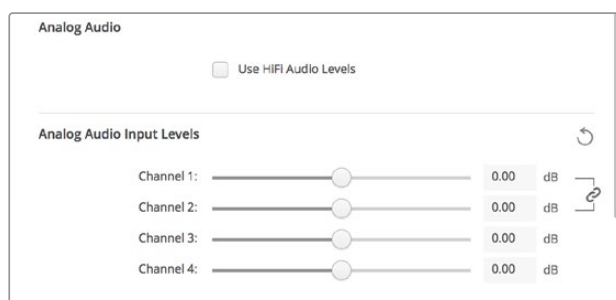 Analog Audio
Use HiFi Audio Levels
Analog Audio Input Levels
Channel 1: 0.00 dB
Channel 2: 0.00 dB
Channel 3: 0.00 dB
Channel 4: 0.00 dB